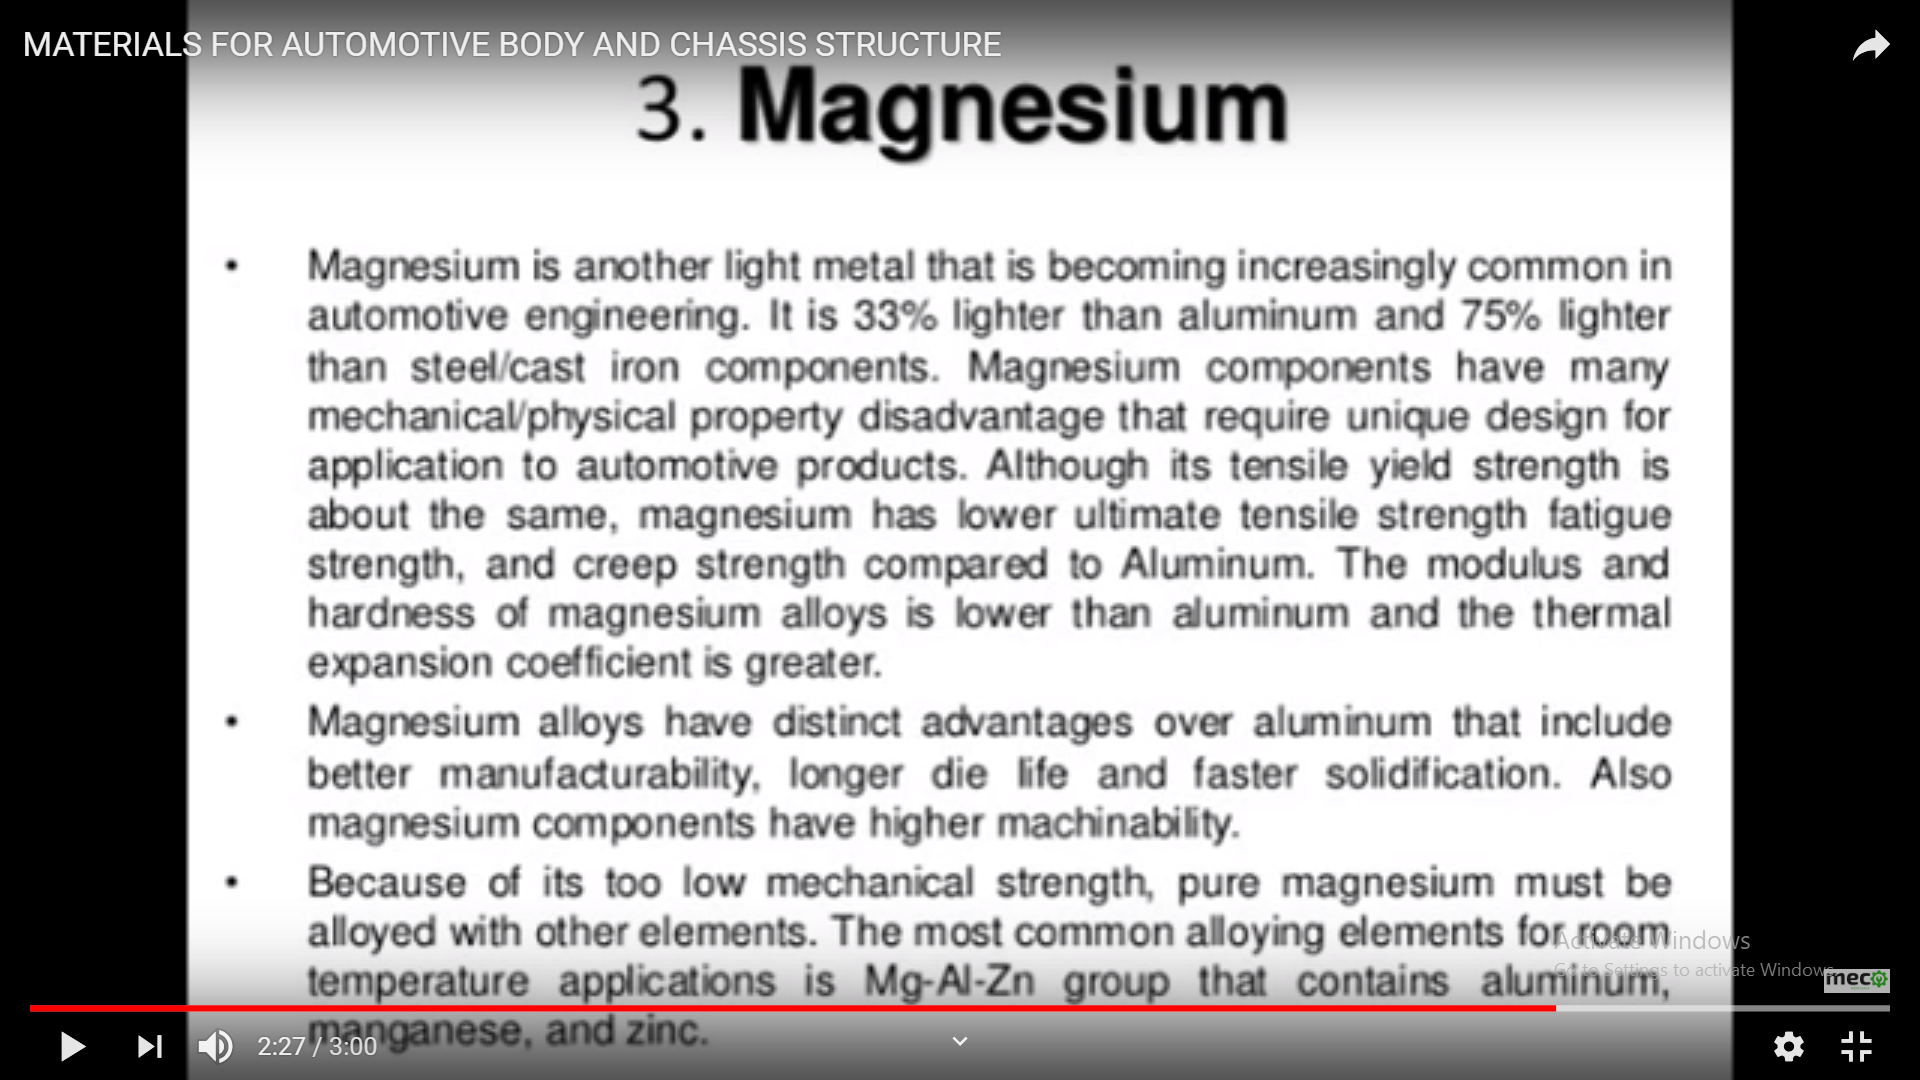 MATERIALS FOR AUTOMOTIVE BODY AND CHASSIS STRUCTURE
3. Magnesium
• Magnesium is another light metal that is becoming increasingly common in
automotive engineering. It is 33% lighter than aluminum and 75% lighter
than steel/cast iron components. Magnesium components have many
mechanical/physical property disadvantage that require unique design for
application to automotive products. Although its tensile yield strength is
about the same, magnesium has lower ultimate tensile strength fatigue
strength, and creep strength compared to Aluminum. The modulus and
hardness of magnesium alloys is lower than aluminum and the thermal
expansion coefficient is greater.
• Magnesium alloys have distinct advantages over aluminum that include
better manufacturability, longer die life and faster solidification. Also
magnesium components have higher machinability.
• Because of its too low mechanical strength, pure magnesium must be
alloyed with other elements. The most common alloying elements for room
temperature applications is Mg-Al-Zn group that contains aluminum,
manganese, and zinc.
Activate Windows
Go to Settings to activate Windows.
mec
2:27 / 3:00